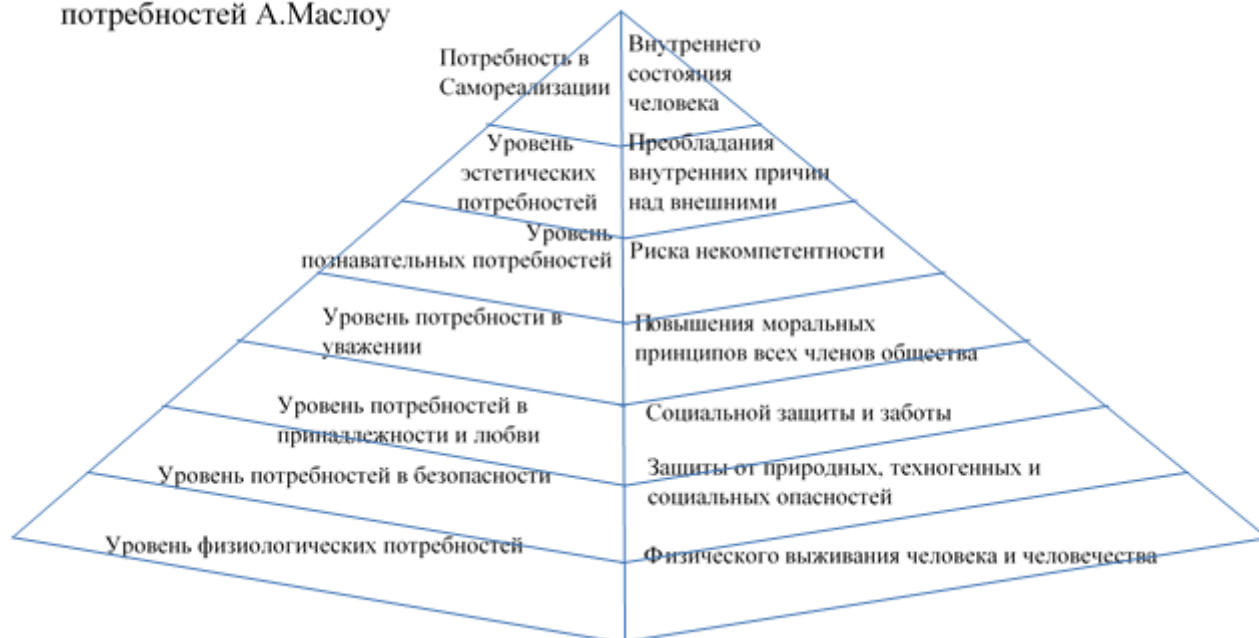 потребностей А.Маслоу
Потребность в
Самореализации
Внутреннего
состояния
человека
Уровень
эстетических
потребностей
Преобладания
внутренних причин
над внешними
Уровень
познавательных потребностей
Риска некомпетентности
Уровень потребности в
уважении
Повышения моральных
принципов всех членов общества
Уровень потребностей в
принадлежности и любви
Социальной защиты и заботы
Уровень потребностей в безопасности
Защиты от природных, техногенных и
социальных опасностей
Уровень физиологических потребностей
Физического выживания человека и человечества